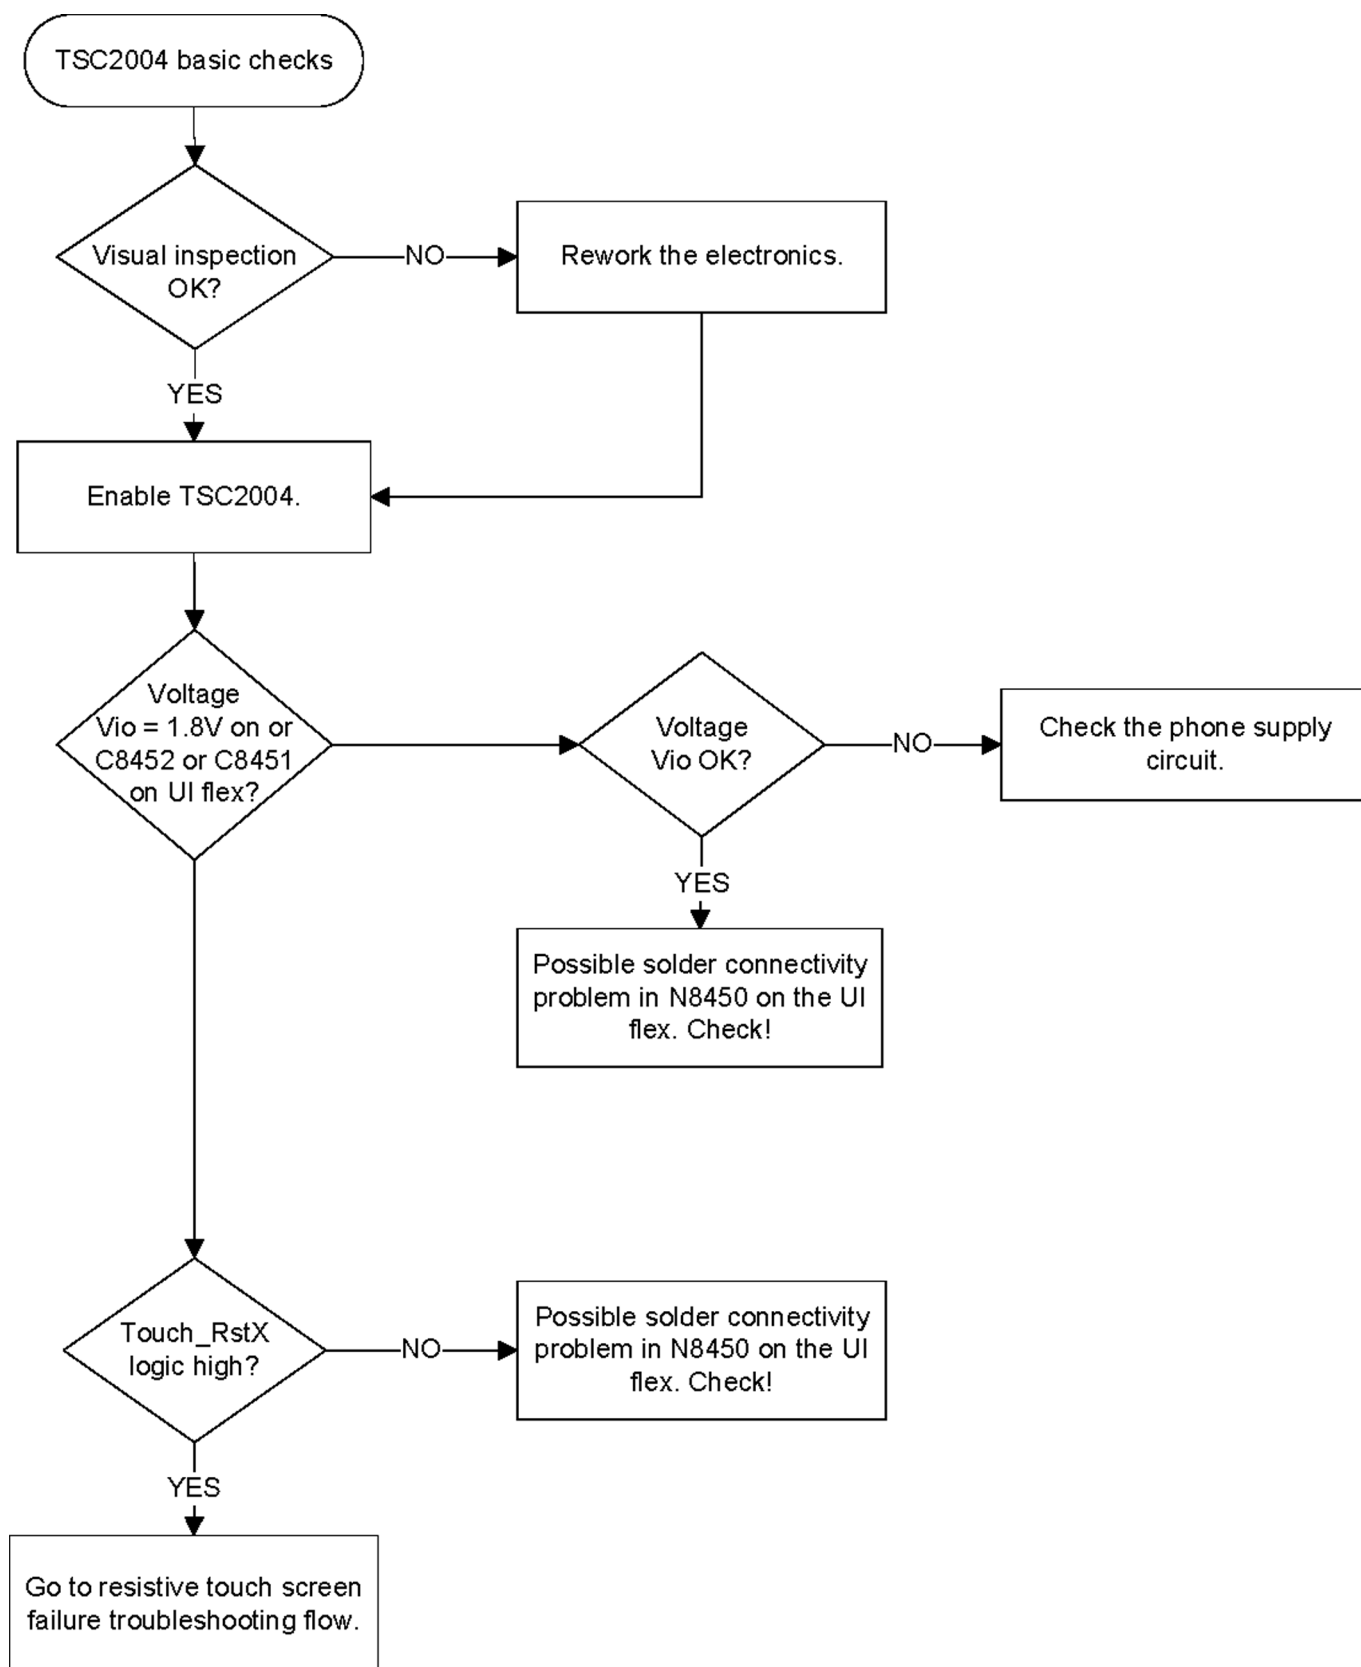 TSC2004 basic checks
Visual inspection
OK?
NO
Rework the electronics.
YES
Enable TSC2004.
Voltage
Vio = 1.8V on or
C8452 or C8451
on UI flex?
Voltage
Vio OK?
NO
Check the phone supply
circuit.
YES
Possible solder connectivity
problem in N8450 on the UI
flex. Check!
Touch_RstX
logic high?
NO
Possible solder connectivity
problem in N8450 on the UI
flex. Check!
YES
Go to resistive touch screen
failure troubleshooting flow.